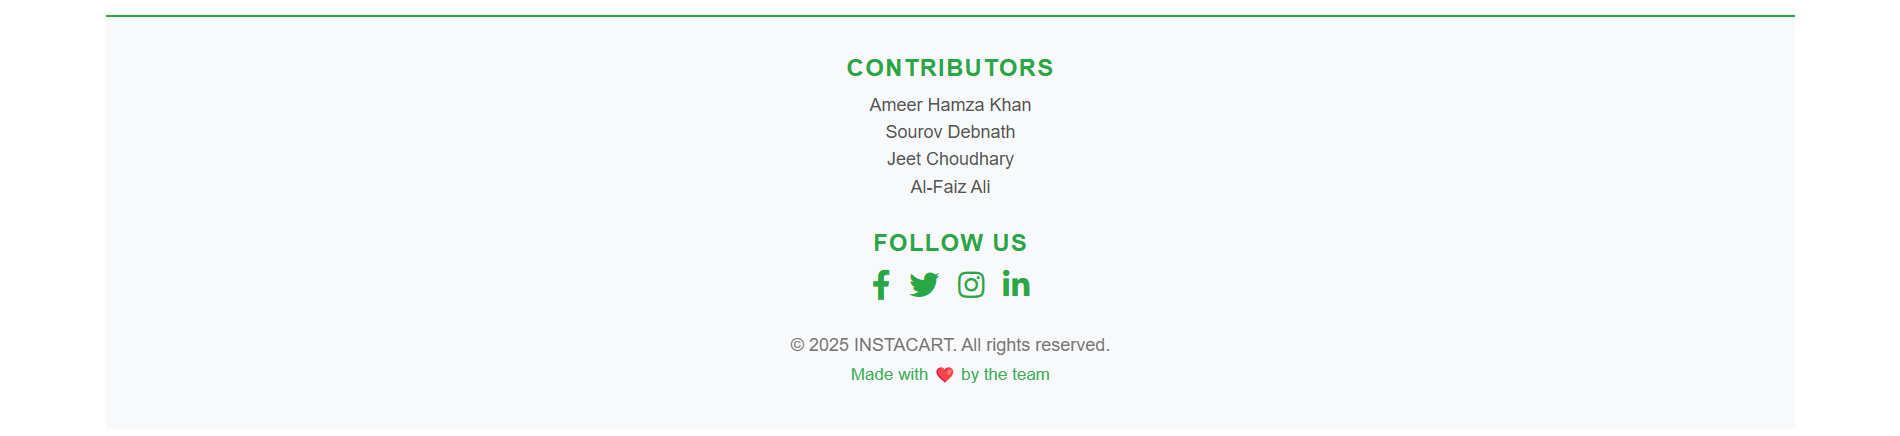 CONTRIBUTORS
Ameer Hamza Khan
Sourov Debnath
Jeet Choudhary
Al-Faiz Ali
FOLLOW US
© 2025 INSTACART. All rights reserved.
Made with ❤️ by the team